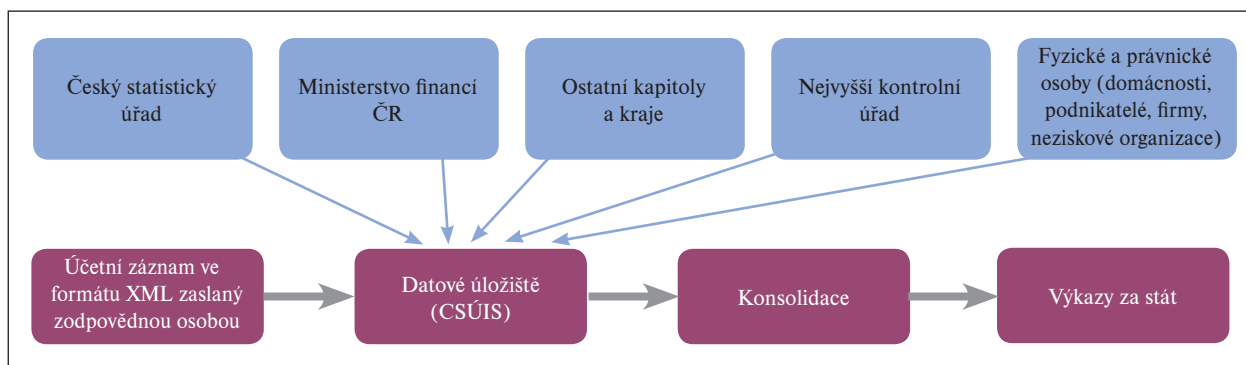 Český statistický
úřad
Ministerstvo financí
ČR
Ostatní kapitoly
a kraje
Nejvyšší kontrolní
úřad
Fyzické a právnické
osoby (domácnosti,
podnikatelé, firmy,
neziskové organizace)
Účetní záznam ve
formátu XML zaslaný
zodpovědnou osobou
Datové úložiště
(CSÚIS)
Konsolidace
Výkazy za stát